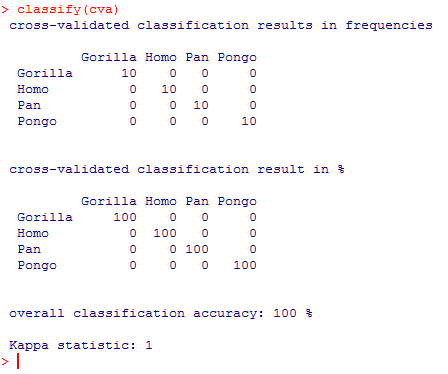 > classify(cva)
 cross-validated classification results in frequencies

          Gorilla Homo Pan Pongo
  Gorilla      10    0   0     0
  Homo          0   10   0     0
  Pan           0    0  10     0
  Pongo         0    0   0    10


 cross-validated classification result in %

          Gorilla Homo Pan Pongo
  Gorilla     100    0   0     0
  Homo          0  100   0     0
  Pan           0    0 100     0
  Pongo         0    0   0   100


 overall classification accuracy: 100 %

 Kappa statistic: 1
>